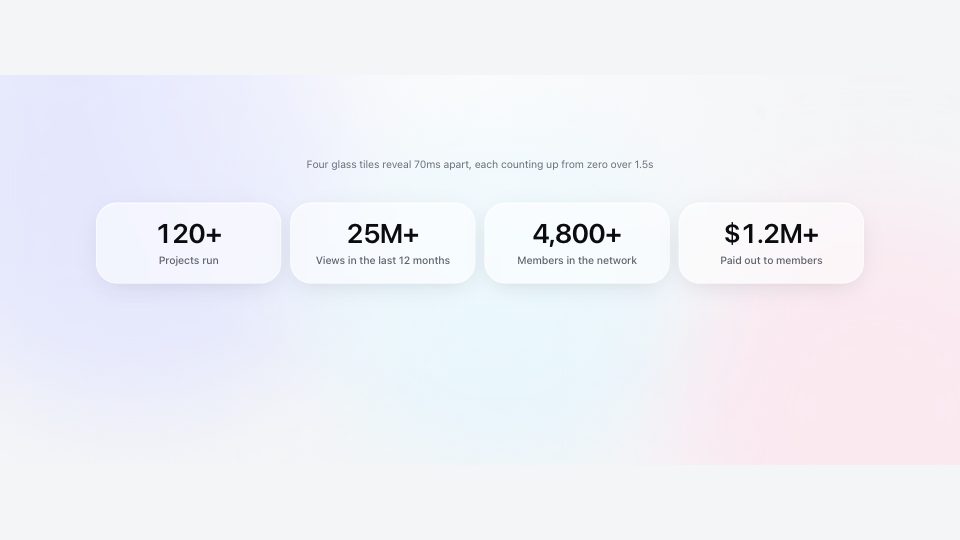 Four glass tiles reveal 70ms apart, each counting up from zero over 1.5s
120+
Projects run
25M+
Views in the last 12 months
4,800+
Members in the network
$1.2M+
Paid out to members